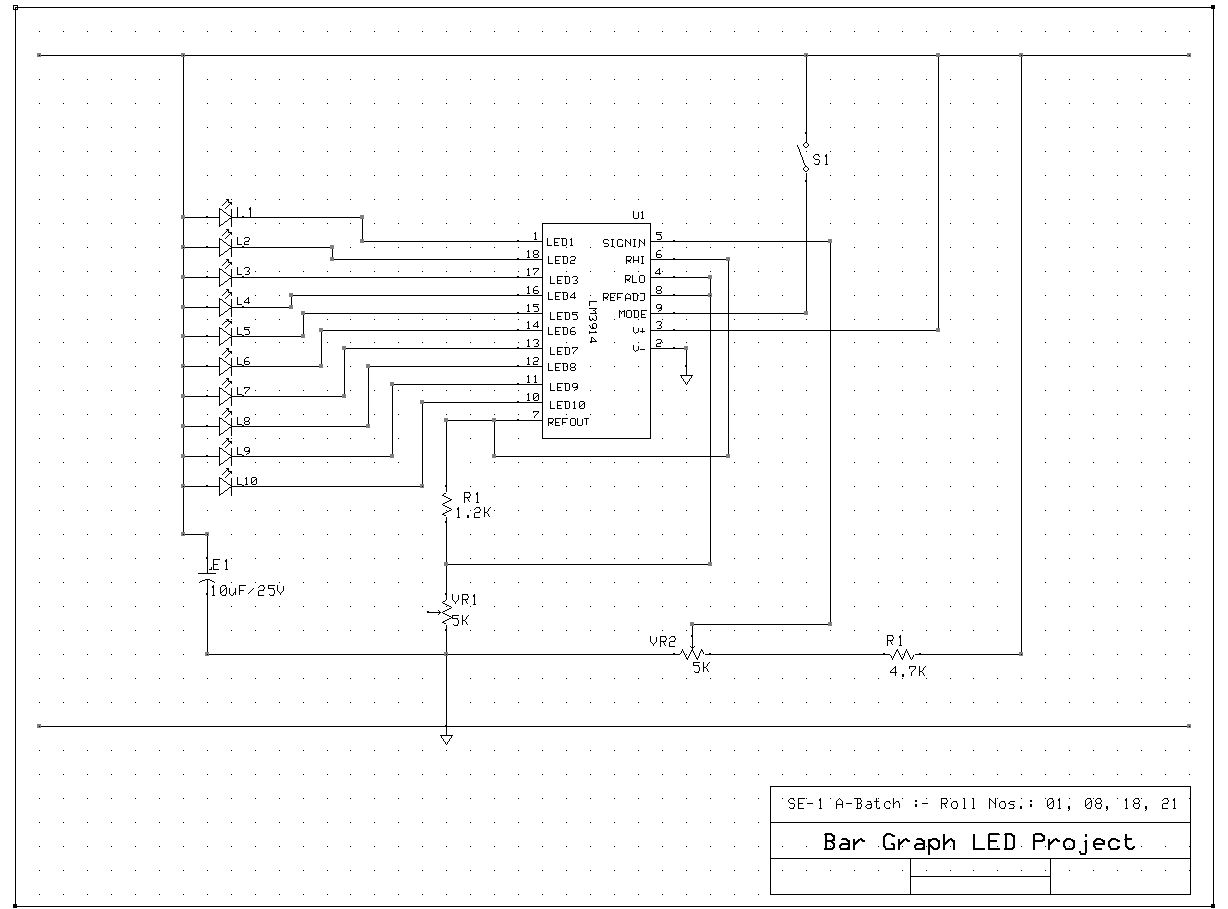 S1
U1
L1
L2
L3
L4
L5
L6
L7
L8
L9
L10
1 LED1
18 LED2
17 LED3
16 LED4
15 LED5
14 LED6
13 LED7
12 LED8
11 LED9
10 LED10
7 REFOUT
LM3914
SIGNIN 5
RHI 6
RLO 4
REFADJ 8
MODE 9
V+ 3
V- 2
R1
1.2K
E1
10uF/25V
VR1
5K
VR2
5K
R1
4.7K
SE-1 A-Batch :- Roll Nos.: 01, 08, 18, 21
Bar Graph LED Project